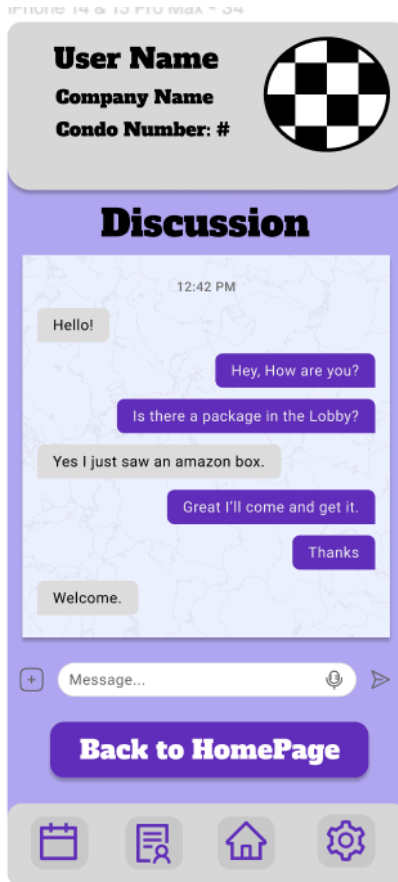 iPhone 14 & 15 Pro Max - 34
User Name
Company Name
Condo Number: #
Discussion
12:42 PM
Hello!
Hey, How are you?
Is there a package in the Lobby?
Yes I just saw an amazon box.
Great I'll come and get it.
Thanks
Welcome.
Message...
Back to HomePage